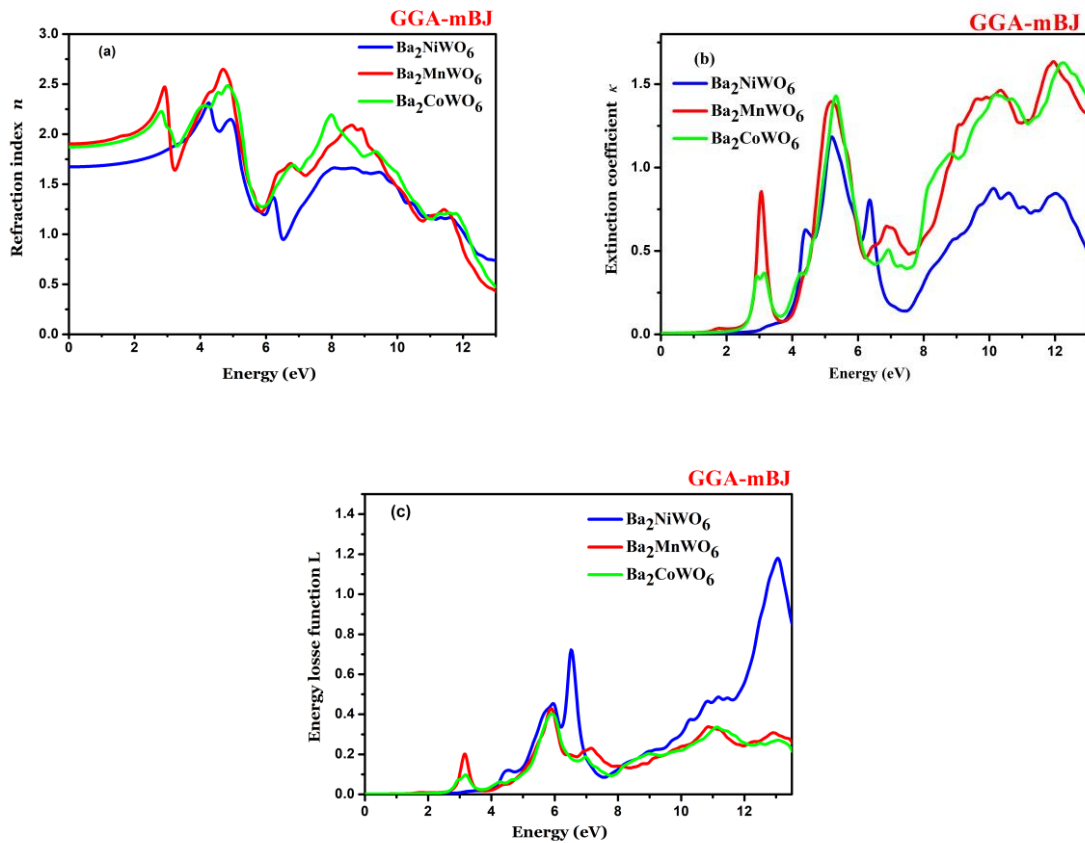 GGA-mBJ
(a)
Ba2NiWO6
Ba2MnWO6
Ba2CoWO6
Refraction index n
3.0
2.5
2.0
1.5
1.0
0.5
0.0
0 2 4 6 8 10 12
Energy (eV)
GGA-mBJ
(b)
Ba2NiWO6
Ba2MnWO6
Ba2CoWO6
Extinction coefficient κ
1.5
1.0
0.5
0.0
0 2 4 6 8 10 12
Energy (eV)
GGA-mBJ
(c)
Ba2NiWO6
Ba2MnWO6
Ba2CoWO6
Energy losse function L
1.4
1.2
1.0
0.8
0.6
0.4
0.2
0.0
0 2 4 6 8 10 12
Energy (eV)